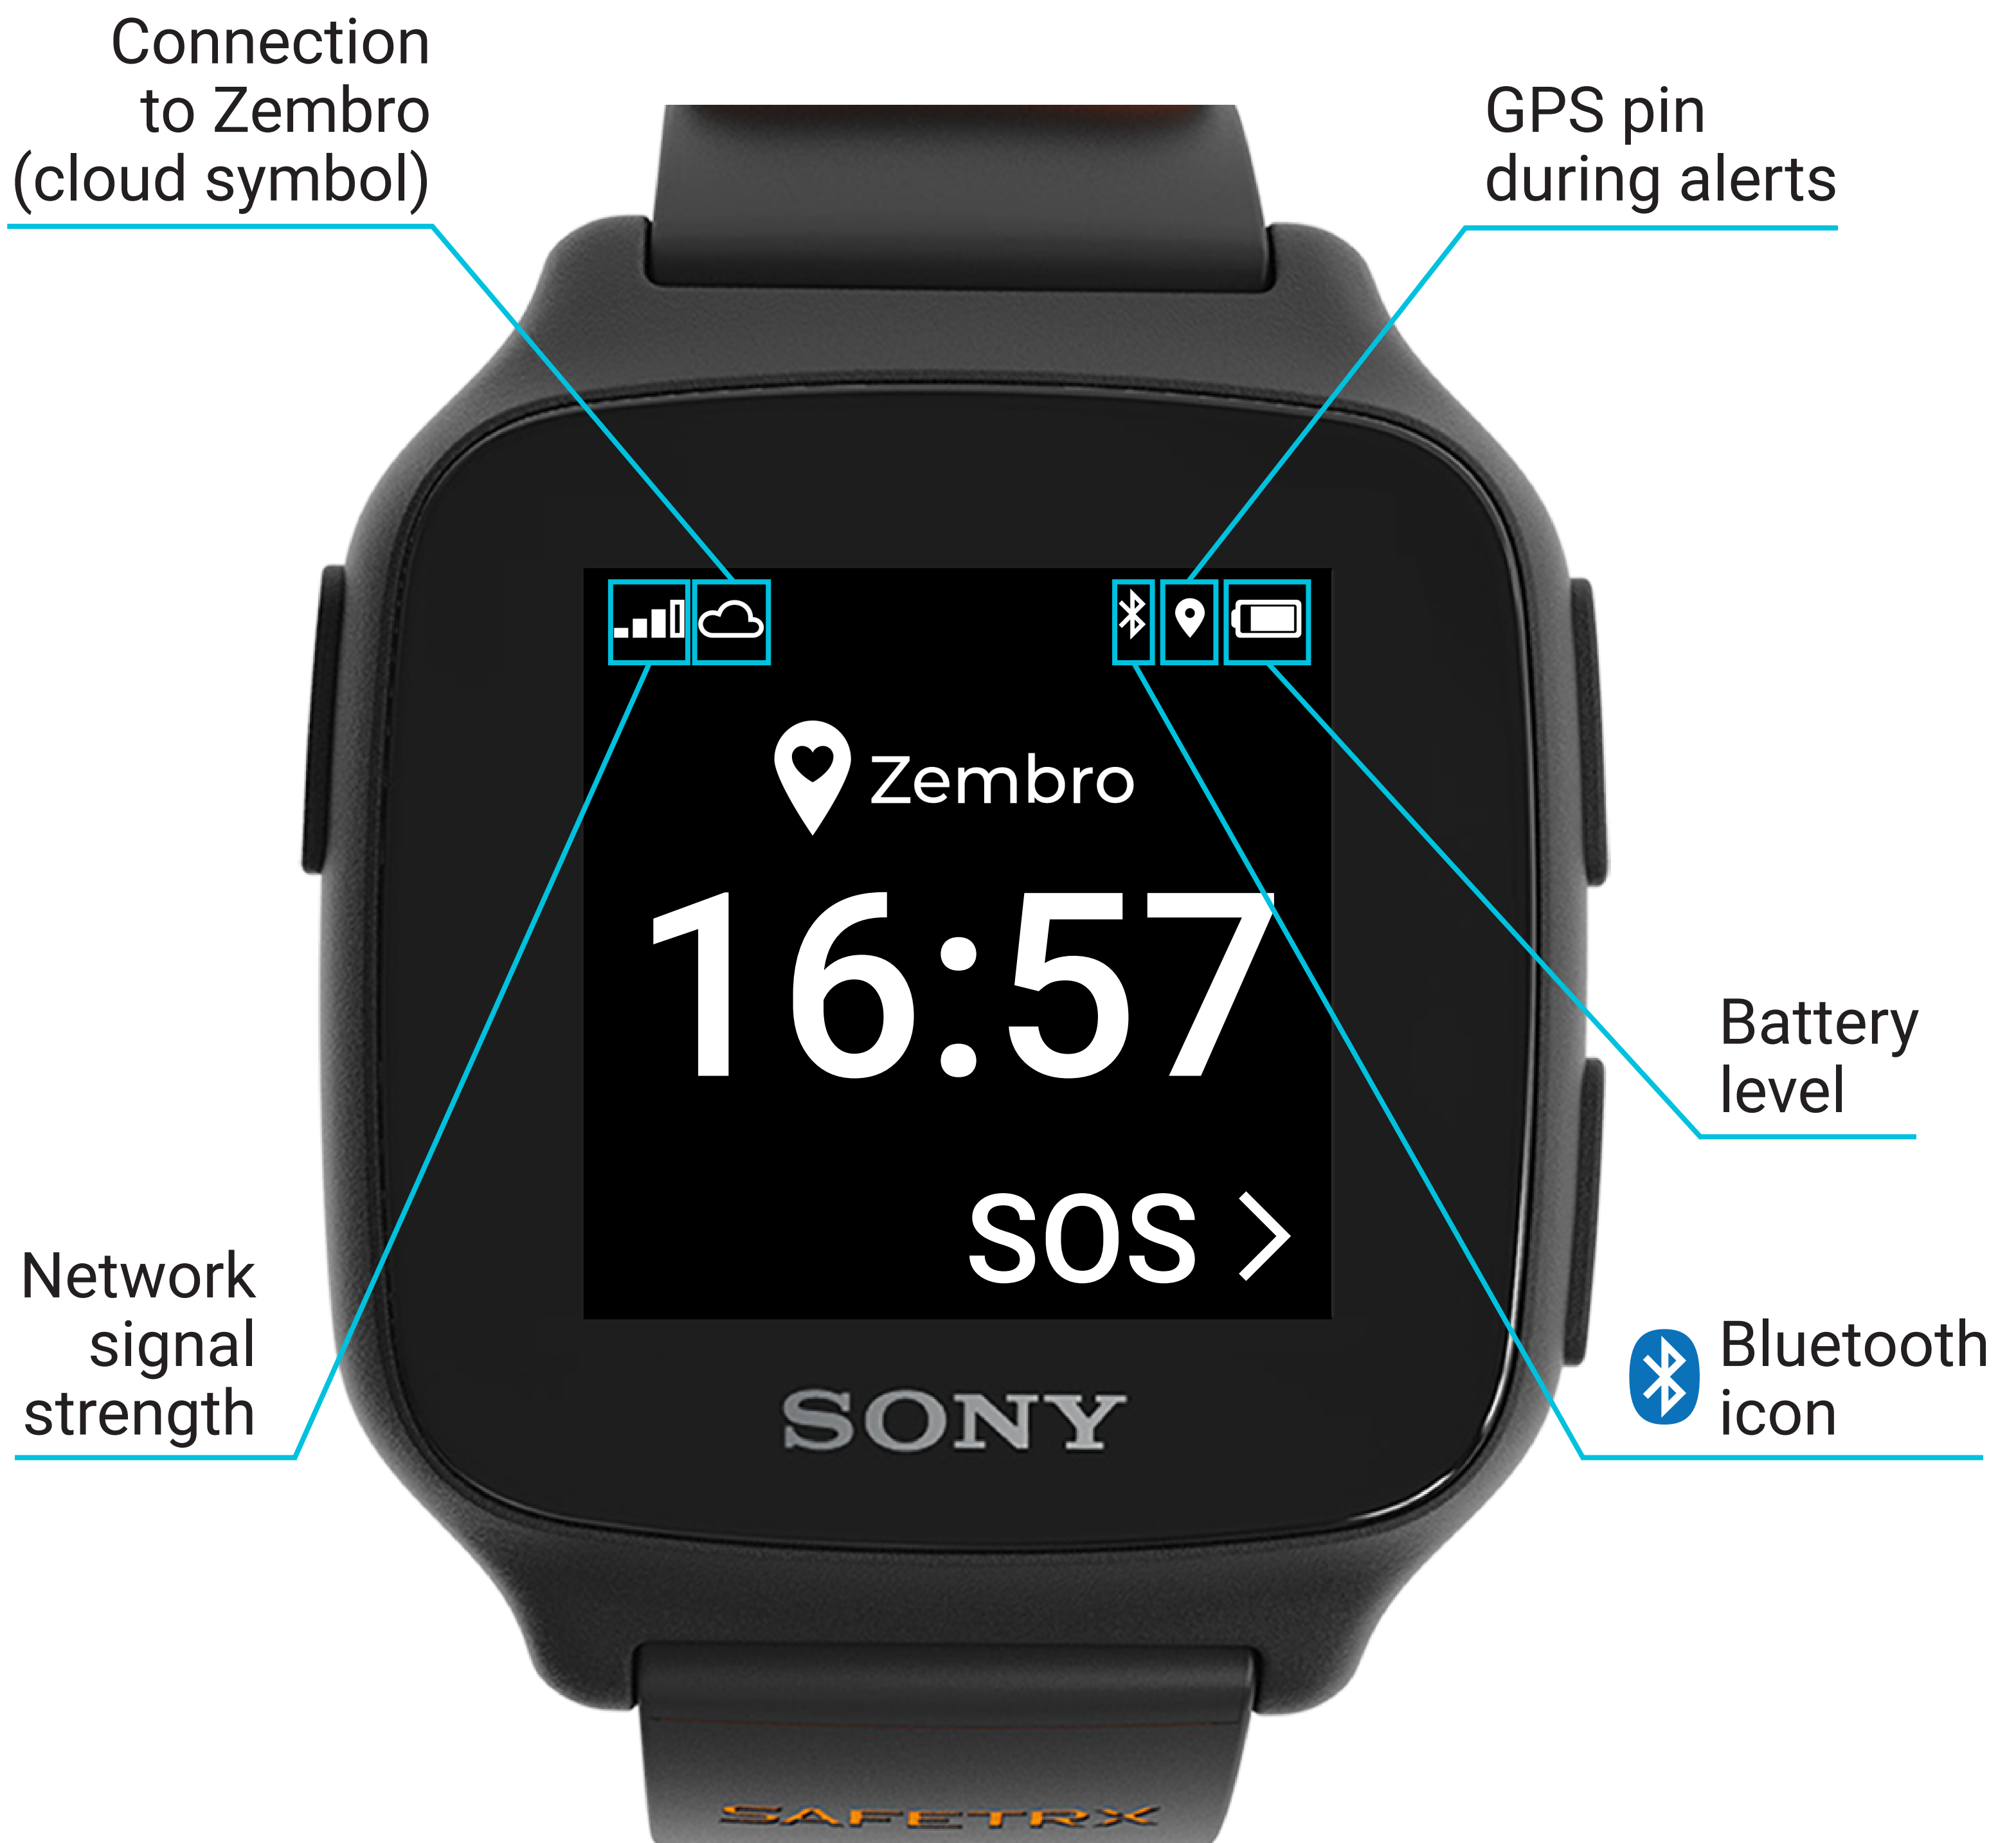 Connection
to Zembro
(cloud symbol)
GPS pin
during alerts
Zembro
16:57
SOS
Battery
level
Network
signal
strength
Bluetooth
icon
SONY
SAFETRX